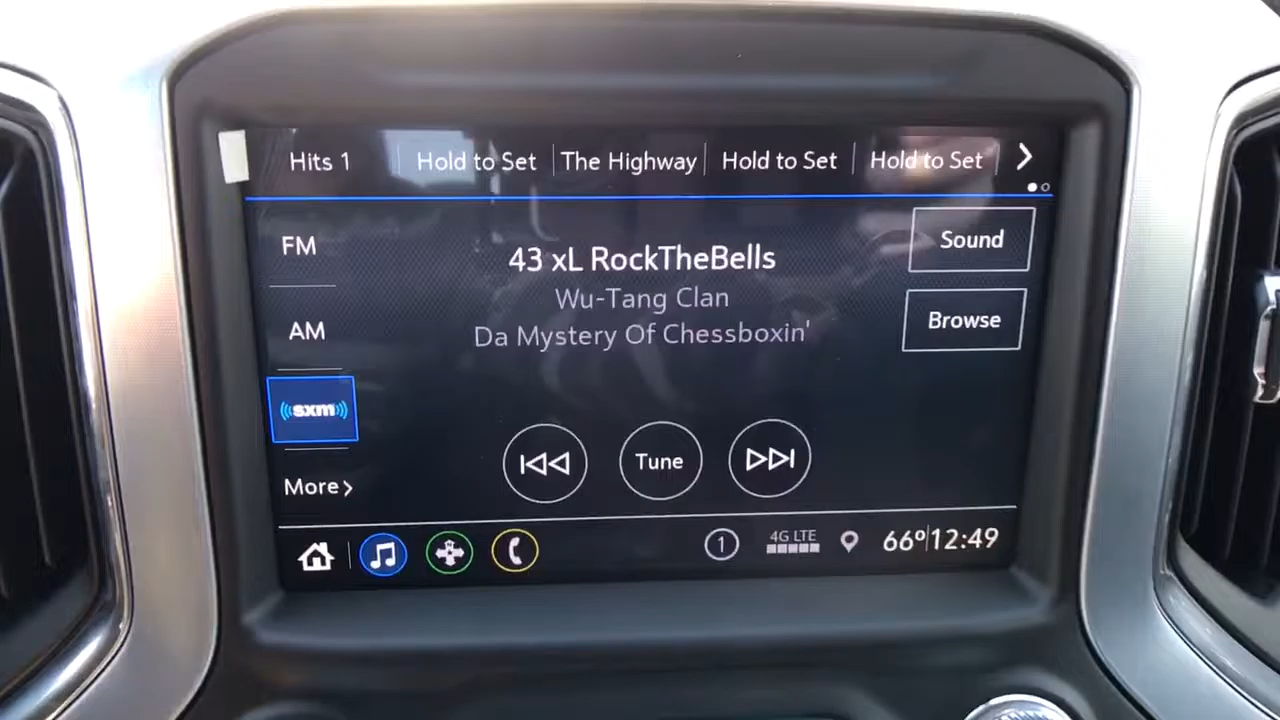 Hits 1 Hold to Set The Highway Hold to Set Hold to Set
FM
AM
sxm
More
43 xL RockTheBells
Wu-Tang Clan
Da Mystery Of Chessboxin'
Sound
Browse
Tune
1 4G LTE 66° 12:49